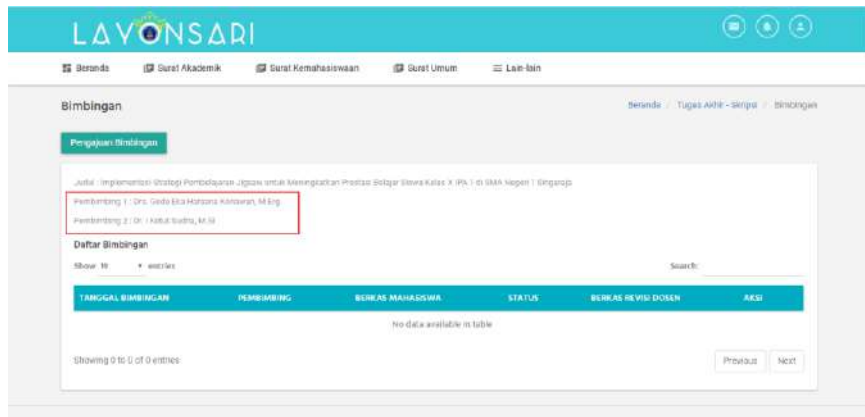 LAYONSARI
Beranda Surat Akademik Surat Kemahasiswaan Surat Umum Lain-lain
Bimbingan Beranda / Tugas Akhir - Skripsi / Bimbingan
Pengajuan Bimbingan
Judul : Implementasi Strategi Pembelajaran Jigsaw untuk Meningkatkan Prestasi Belajar Siswa Kelas X IPA 1 di SMA Negeri 1 Singaraja
Pembimbing 1 : Drs. Gede Eka M.Eng
Pembimbing 2 : Dr. I Ketut M.Si
Daftar Bimbingan
Show 10 entries Search:
TANGGAL BIMBINGAN PEMBIMBING BERKAS MAHASISWA STATUS BERKAS REVISI DOSEN AKSI
No data available in table
Showing 0 to 0 of 0 entries Previous Next